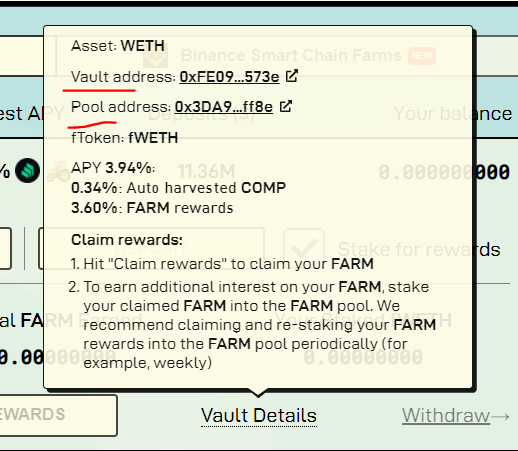 Asset: WETH
Binance Smart Chain Farms NEW
Vault address: 0xFE09...573e
Pool address: 0x3DA9...ff8e
est APY
Deposits ($)
Your balance
fToken: fWETH
APY 3.94%:
%
11.36M
0.000000000
0.34%: Auto harvested COMP
3.60%: FARM rewards
Claim rewards:
Stake for rewards
1. Hit "Claim rewards" to claim your FARM
2. To earn additional interest on your FARM, stake
your claimed FARM into the FARM pool. We
recommend claiming and re-staking your FARM
rewards into the FARM pool periodically (for
example, weekly)
al FARM Earned
Your Staked fWETH
0.00000000
0.00000000
EWARDS
Vault Details
Withdraw→